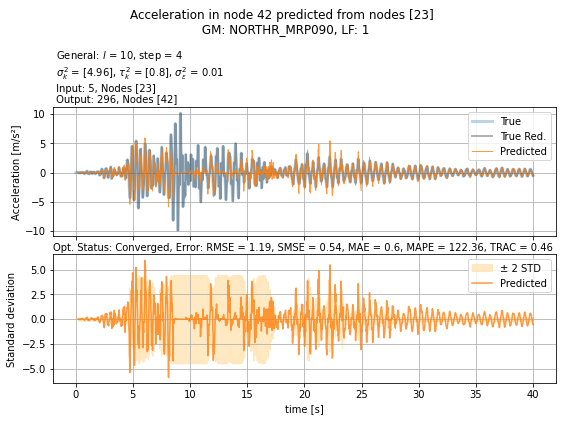 Acceleration in node 42 predicted from nodes [23]
GM: NORTHR_MRP090, LF: 1
General: l = 10, step = 4
σ²ₖ = [4.96], τ²ₖ = [0.8], σ²ε = 0.01
Input: 5, Nodes [23]
Output: 296, Nodes [42]
Acceleration [m/s²]
10
5
0
−5
−10
True
True Red.
Predicted
Opt. Status: Converged, Error: RMSE = 1.19, SMSE = 0.54, MAE = 0.6, MAPE = 122.36, TRAC = 0.46
Standard deviation
5.0
2.5
0.0
−2.5
−5.0
± 2 STD
Predicted
0 5 10 15 20 25 30 35 40
time [s]